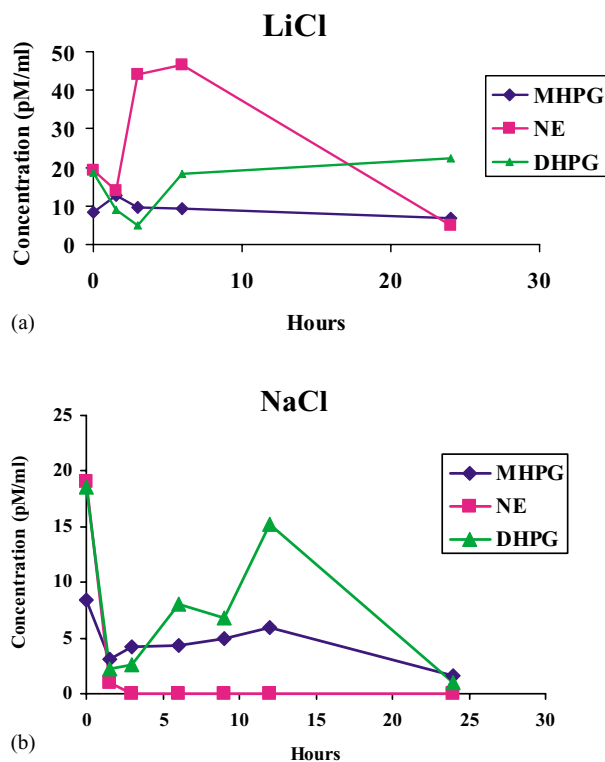 LiCl
Concentration (pM/ml)
50
40
30
20
10
0
0 10 20 30
Hours
MHPG
NE
DHPG
(a)
NaCl
Concentration (pM/ml)
25
20
15
10
5
0
0 5 10 15 20 25 30
Hours
MHPG
NE
DHPG
(b)